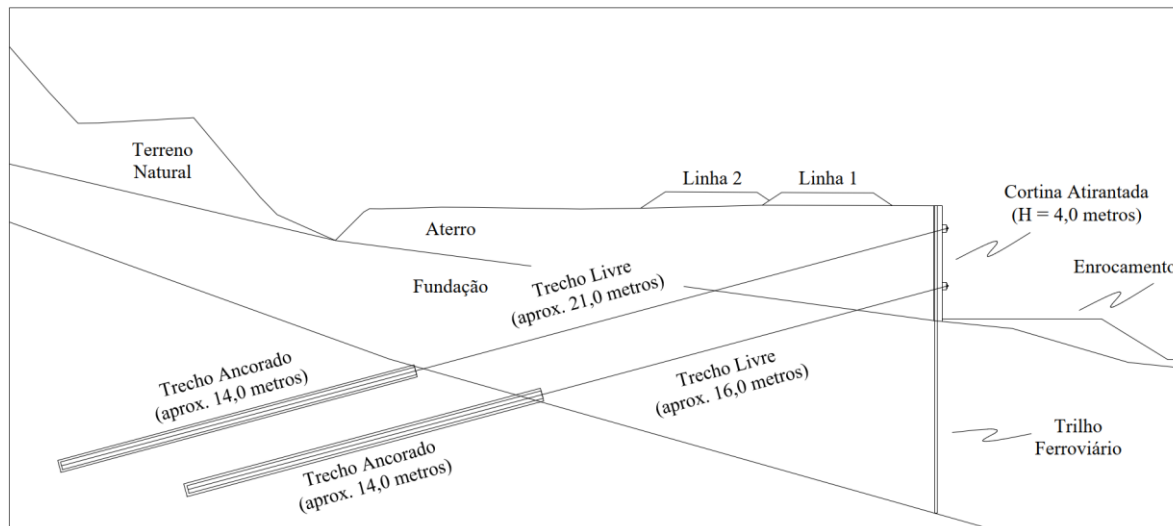 Terreno
Natural
Linha 2
Linha 1
Cortina Atirantada
(H = 4,0 metros)
Aterro
Enrocamento
Fundação
Trecho Livre
(aprox. 21,0 metros)
Trecho Ancorado
(aprox. 14,0 metros)
Trecho Livre
(aprox. 16,0 metros)
Trilho
Ferroviário
Trecho Ancorado
(aprox. 14,0 metros)